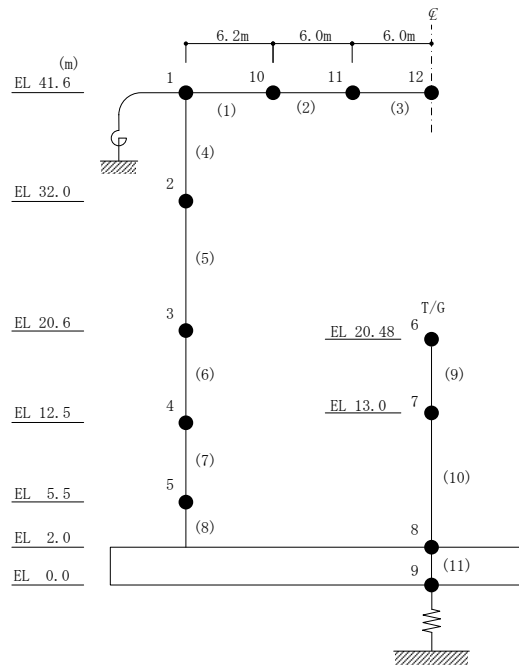 ℄
6.2m 6.0m 6.0m
(m)
EL 41.6 1 10 11 12
(1) (2) (3)
(4)
EL 32.0 2
(5)
T/G
EL 20.6 3 EL 20.48 6
(6) (9)
EL 12.5 4 EL 13.0 7
(7) (10)
EL 5.5 5
(8)
EL 2.0 8
(11)
EL 0.0 9